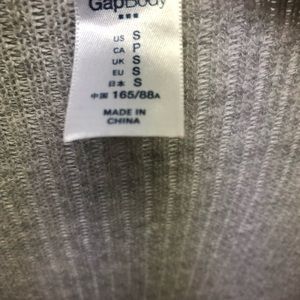 GapBody
US S
CA P
UK S
EU S
日本 S
中国 165/88A
MADE IN
CHINA